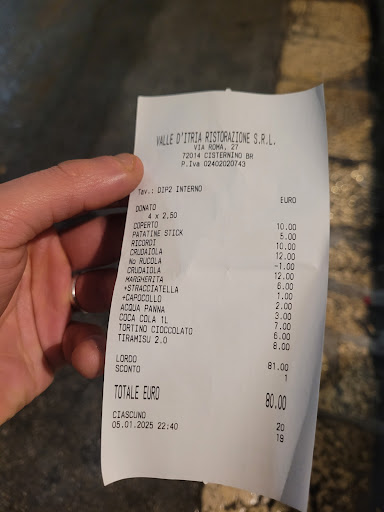 VALLE D'ITRIA RISTORAZIONE S.R.L.
VIA ROMA, 27
72014 CISTERNINO BR
P.Iva 02402020743
Tav.: DIP2 INTERNO
EURO
DONATO
4 x 2,50
COPERTO 10.00
PATATINE STICK 5.00
RICORDI 10.00
CRUDAIOLA 12.00
No RUCOLA -1.00
CRUDAIOLA 12.00
MARGHERITA 6.00
+STRACCIATELLA 1.00
+CAPOCOLLO 2.00
ACQUA PANNA 3.00
COCA COLA 1L 7.00
TORTINO CIOCCOLATO 6.00
TIRAMISU 2.0 8.00
LORDO 81.00
SCONTO 1
TOTALE EURO 80.00
CIASCUNO 20
05.01.2025 22:40 19